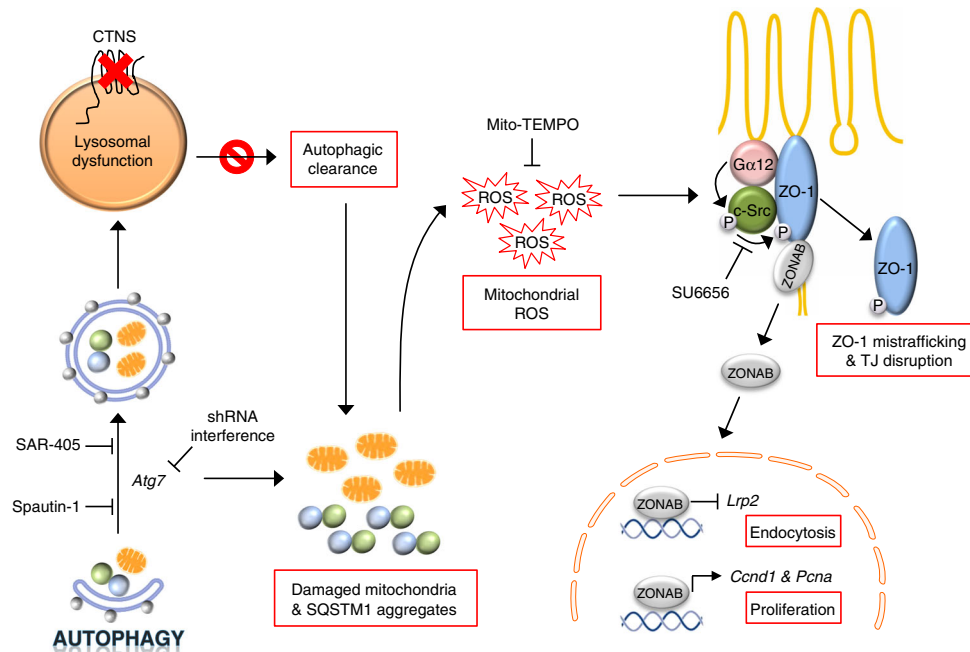 CTNS
Lysosomal
dysfunction
Autophagic
clearance
Mito-TEMPO
ROS
ROS
ROS
Mitochondrial
ROS
Gα12
c-Src
ZO-1
P
P
ZONAB
SU6656
ZO-1
P
ZO-1 mistrafficking
& TJ disruption
ZONAB
SAR-405
Spautin-1
Atg7
shRNA
interference
Damaged mitochondria
& SQSTM1 aggregates
AUTOPHAGY
ZONAB
Lrp2
Endocytosis
ZONAB
Ccnd1 & Pcna
Proliferation